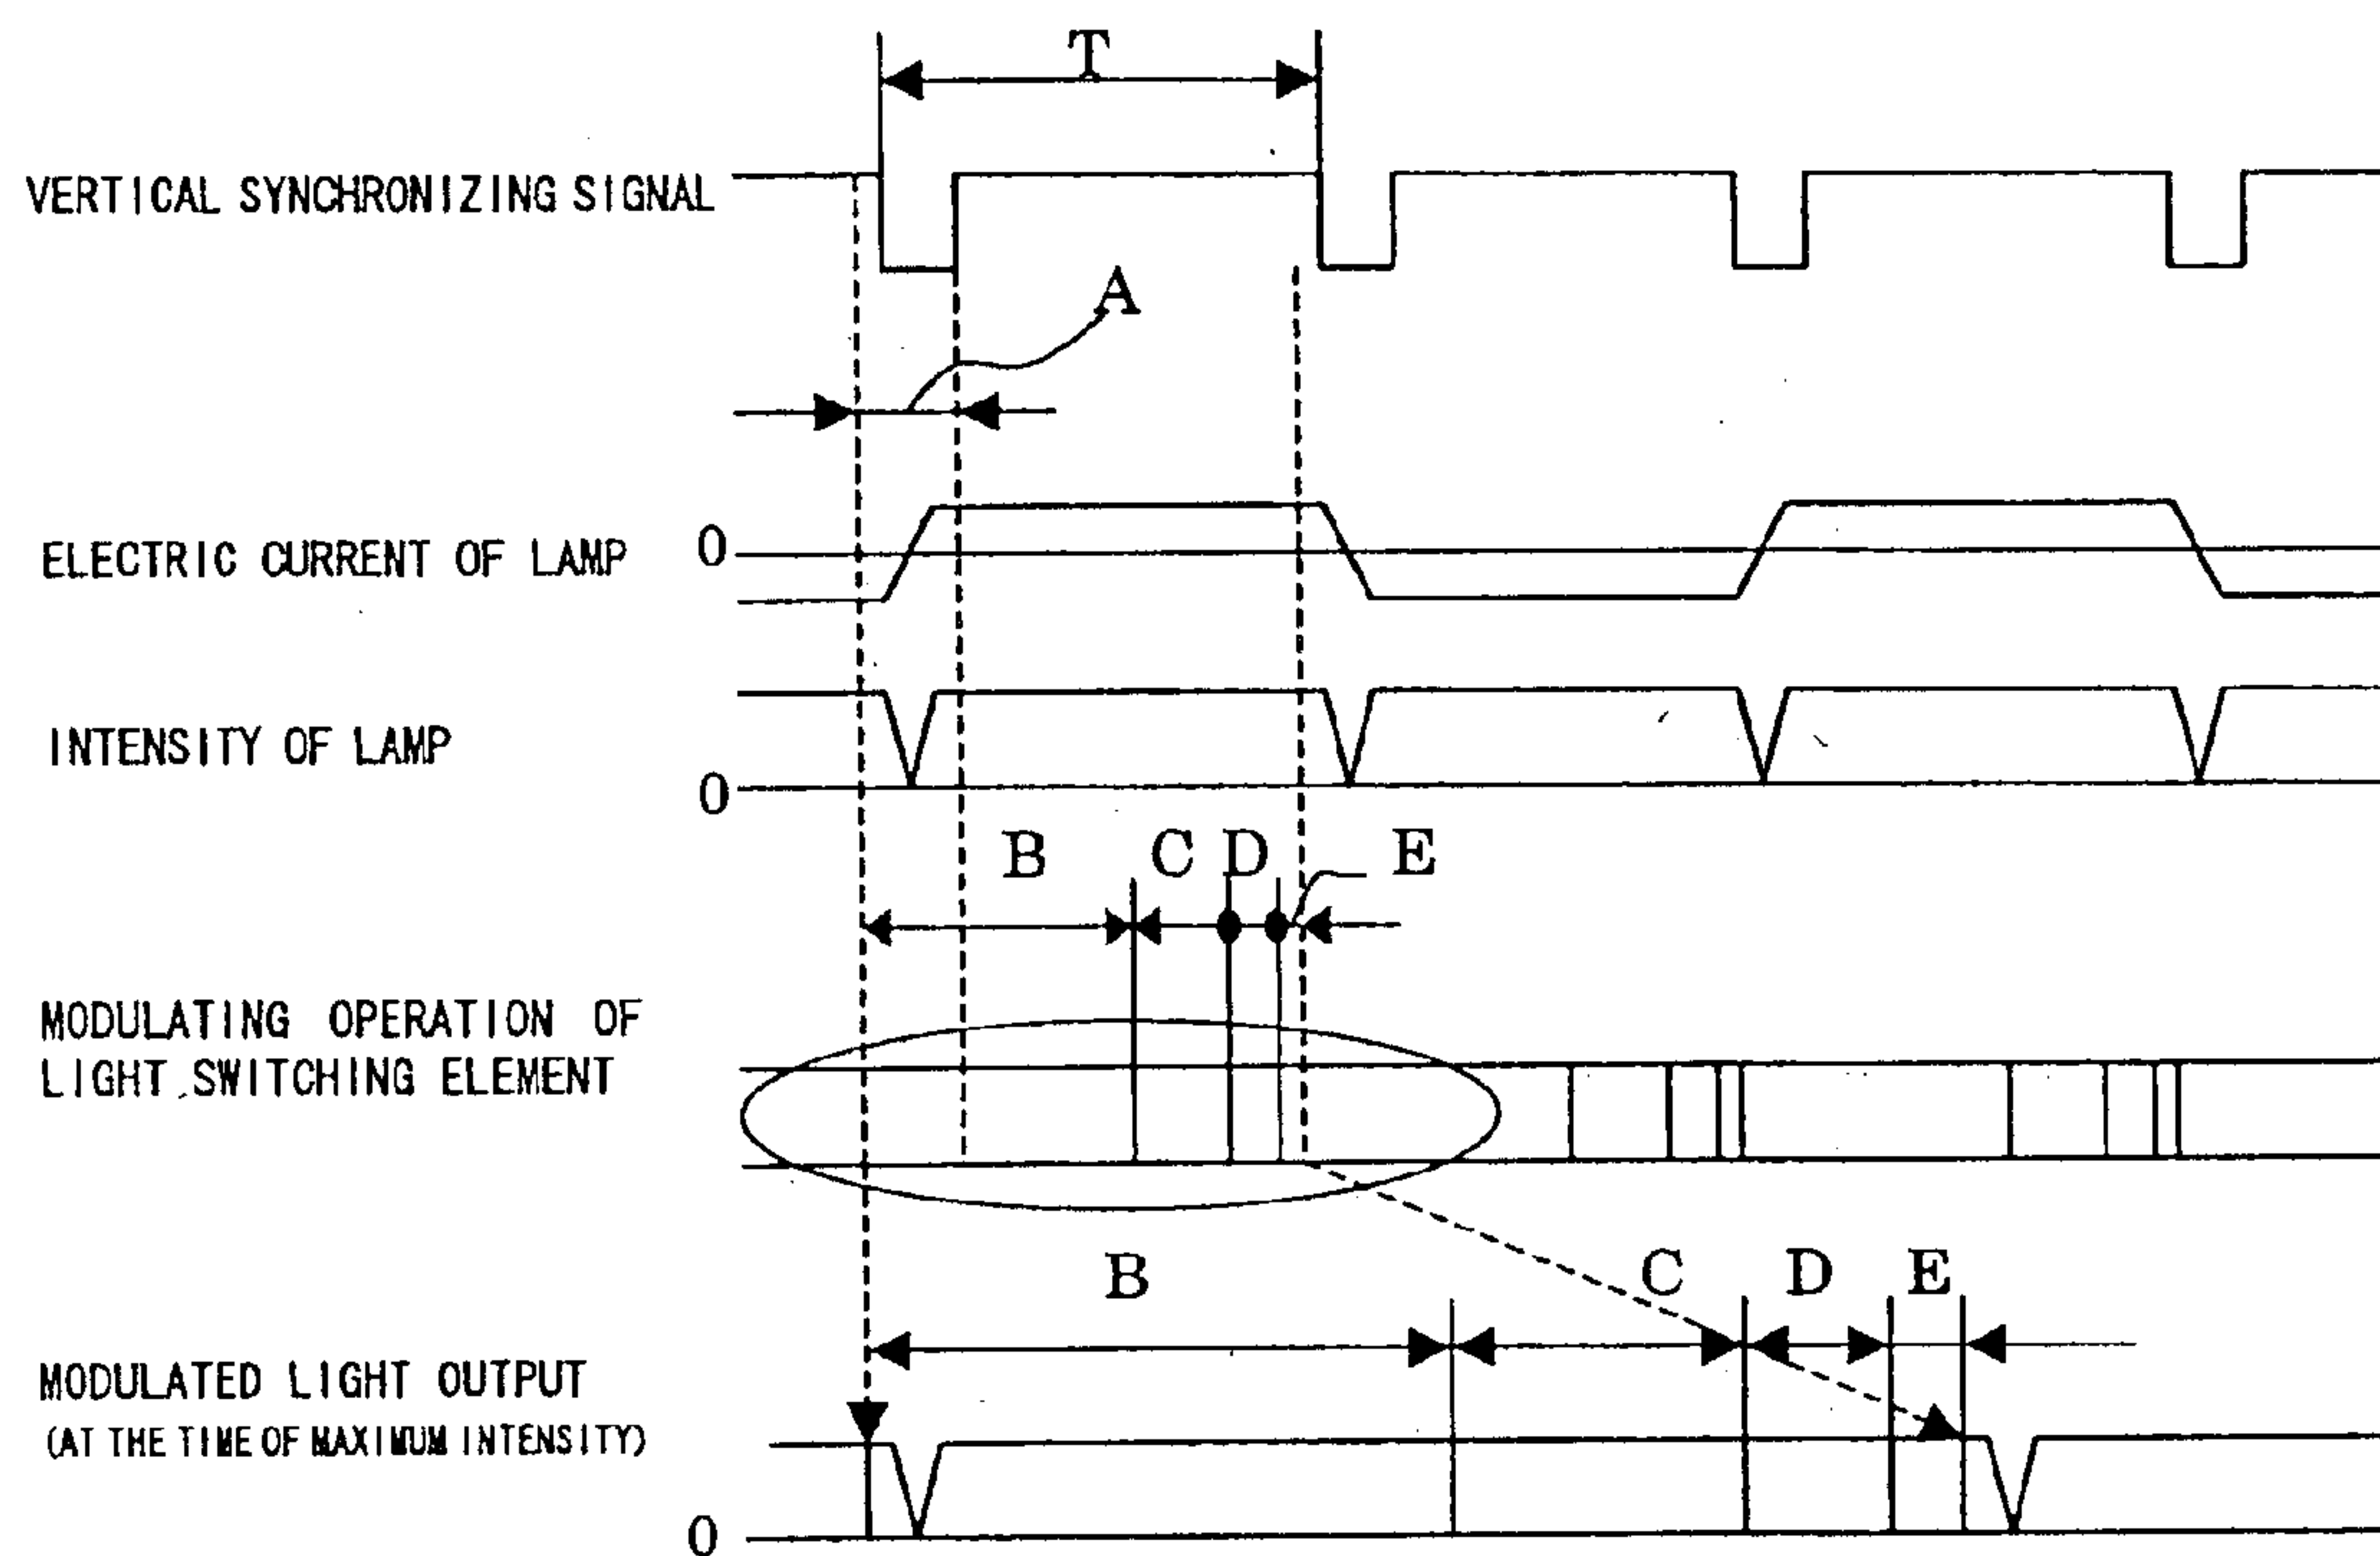 T
VERTICAL SYNCHRONIZING SIGNAL
A
ELECTRIC CURRENT OF LAMP
0
INTENSITY OF LAMP
0
B C D E
MODULATING OPERATION OF
LIGHT SWITCHING ELEMENT
B C D E
MODULATED LIGHT OUTPUT
(AT THE TIME OF MAXIMUM INTENSITY)
0